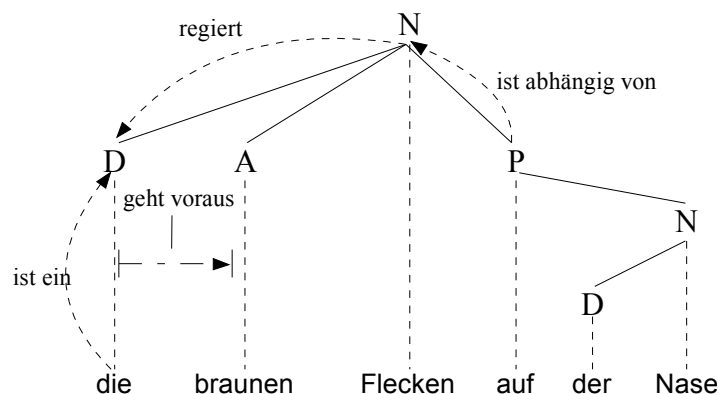 N
regiert
ist abhängig von
D A P
geht voraus
N
ist ein
D
die braunen Flecken auf der Nase